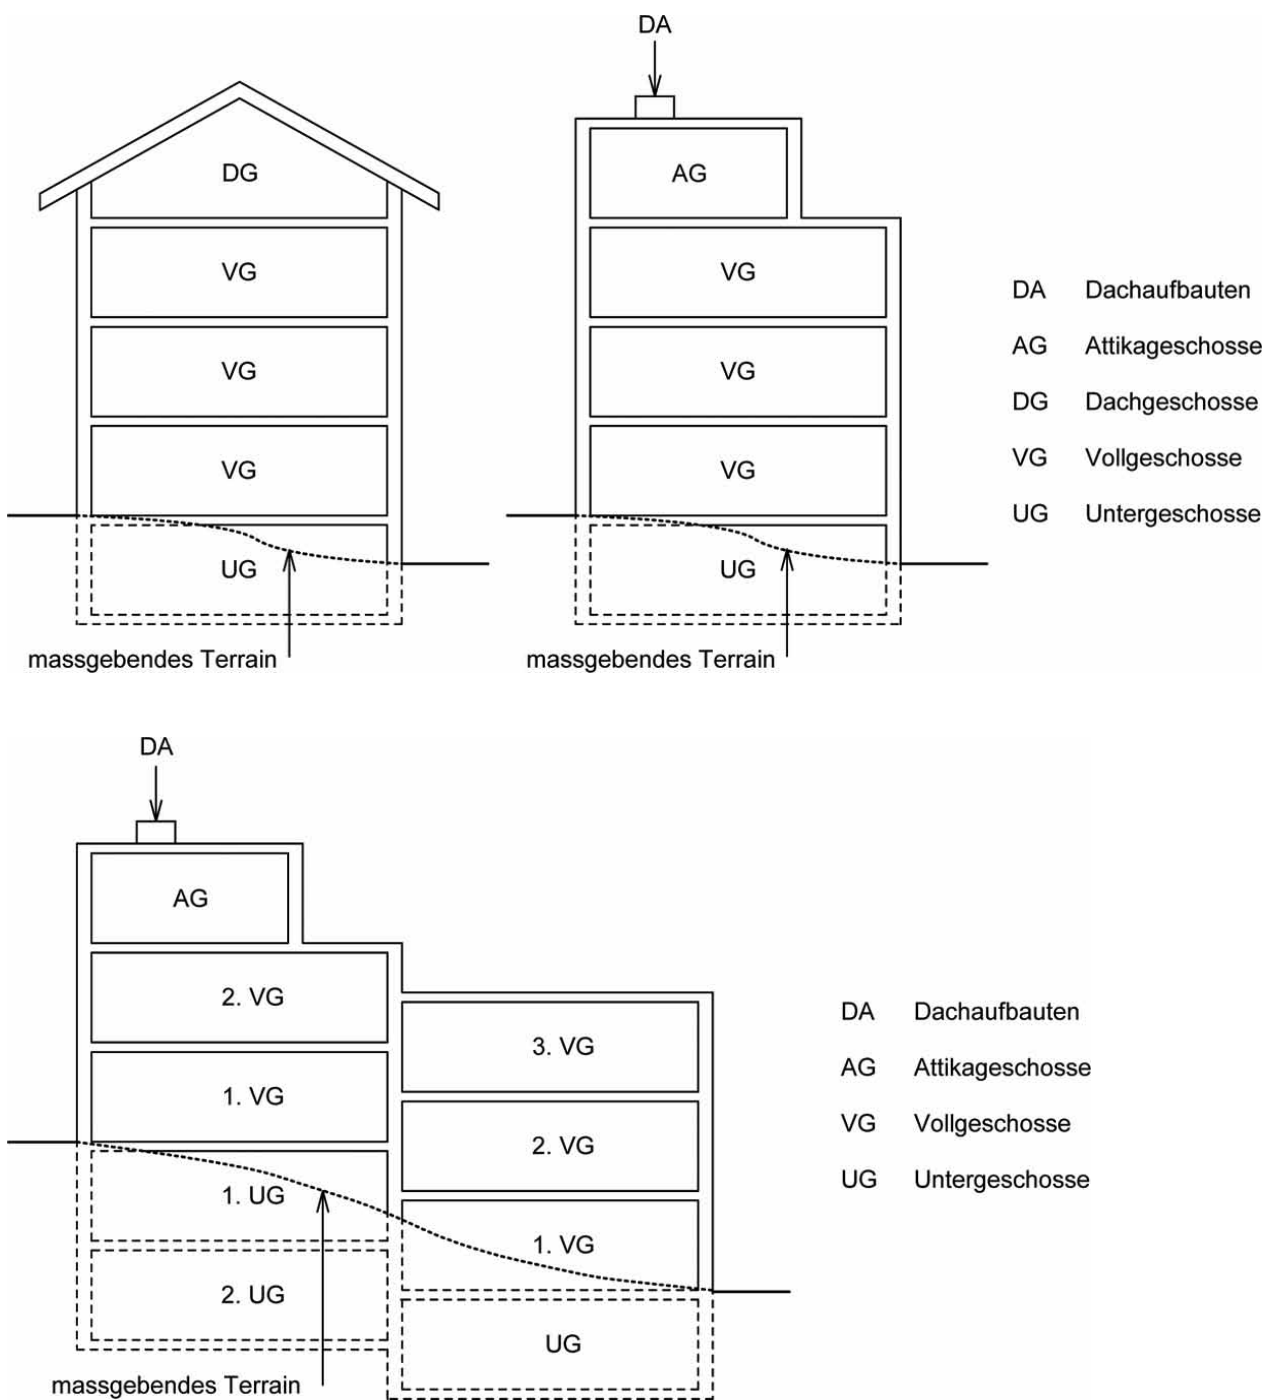 DA
DG
VG
VG
VG
UG
massgebendes Terrain
AG
VG
VG
VG
UG
massgebendes Terrain
DA Dachaufbauten
AG Attikageschosse
DG Dachgeschosse
VG Vollgeschosse
UG Untergeschosse
DA
AG
2. VG
1. VG
1. UG
2. UG
massgebendes Terrain
3. VG
2. VG
1. VG
UG
DA Dachaufbauten
AG Attikageschosse
VG Vollgeschosse
UG Untergeschosse